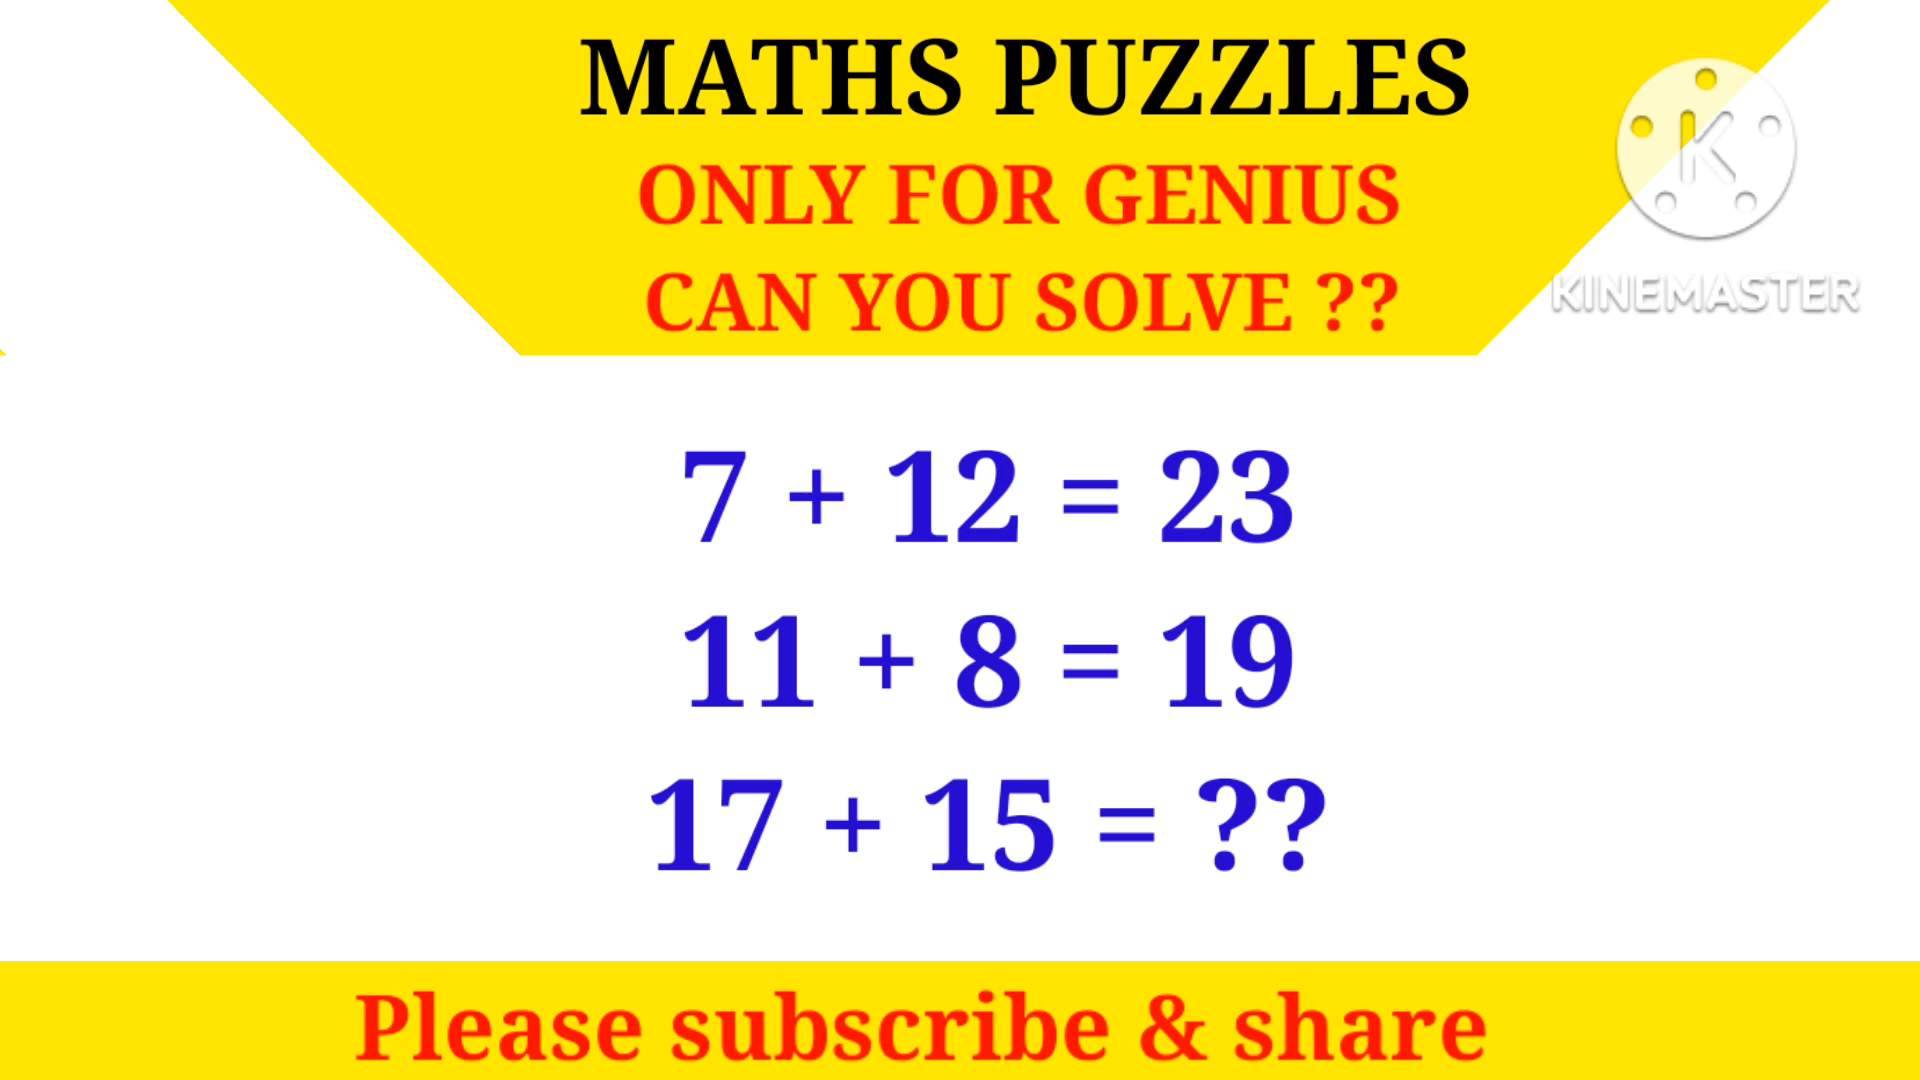 MATHS PUZZLES
ONLY FOR GENIUS
CAN YOU SOLVE ??
K
KINEMASTER
7 + 12 = 23
11 + 8 = 19
17 + 15 = ??
Please subscribe & share